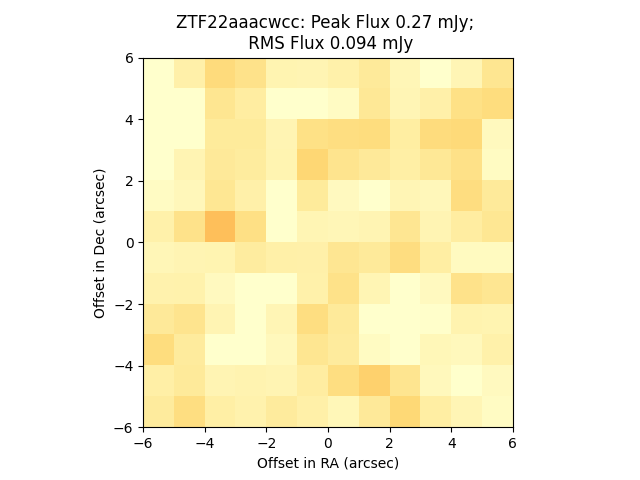 ZTF22aaacwcc: Peak Flux 0.27 mJy;
RMS Flux 0.094 mJy
6
4
2
0
−2
−4
−6
Offset in Dec (arcsec)
−6 −4 −2 0 2 4 6
Offset in RA (arcsec)